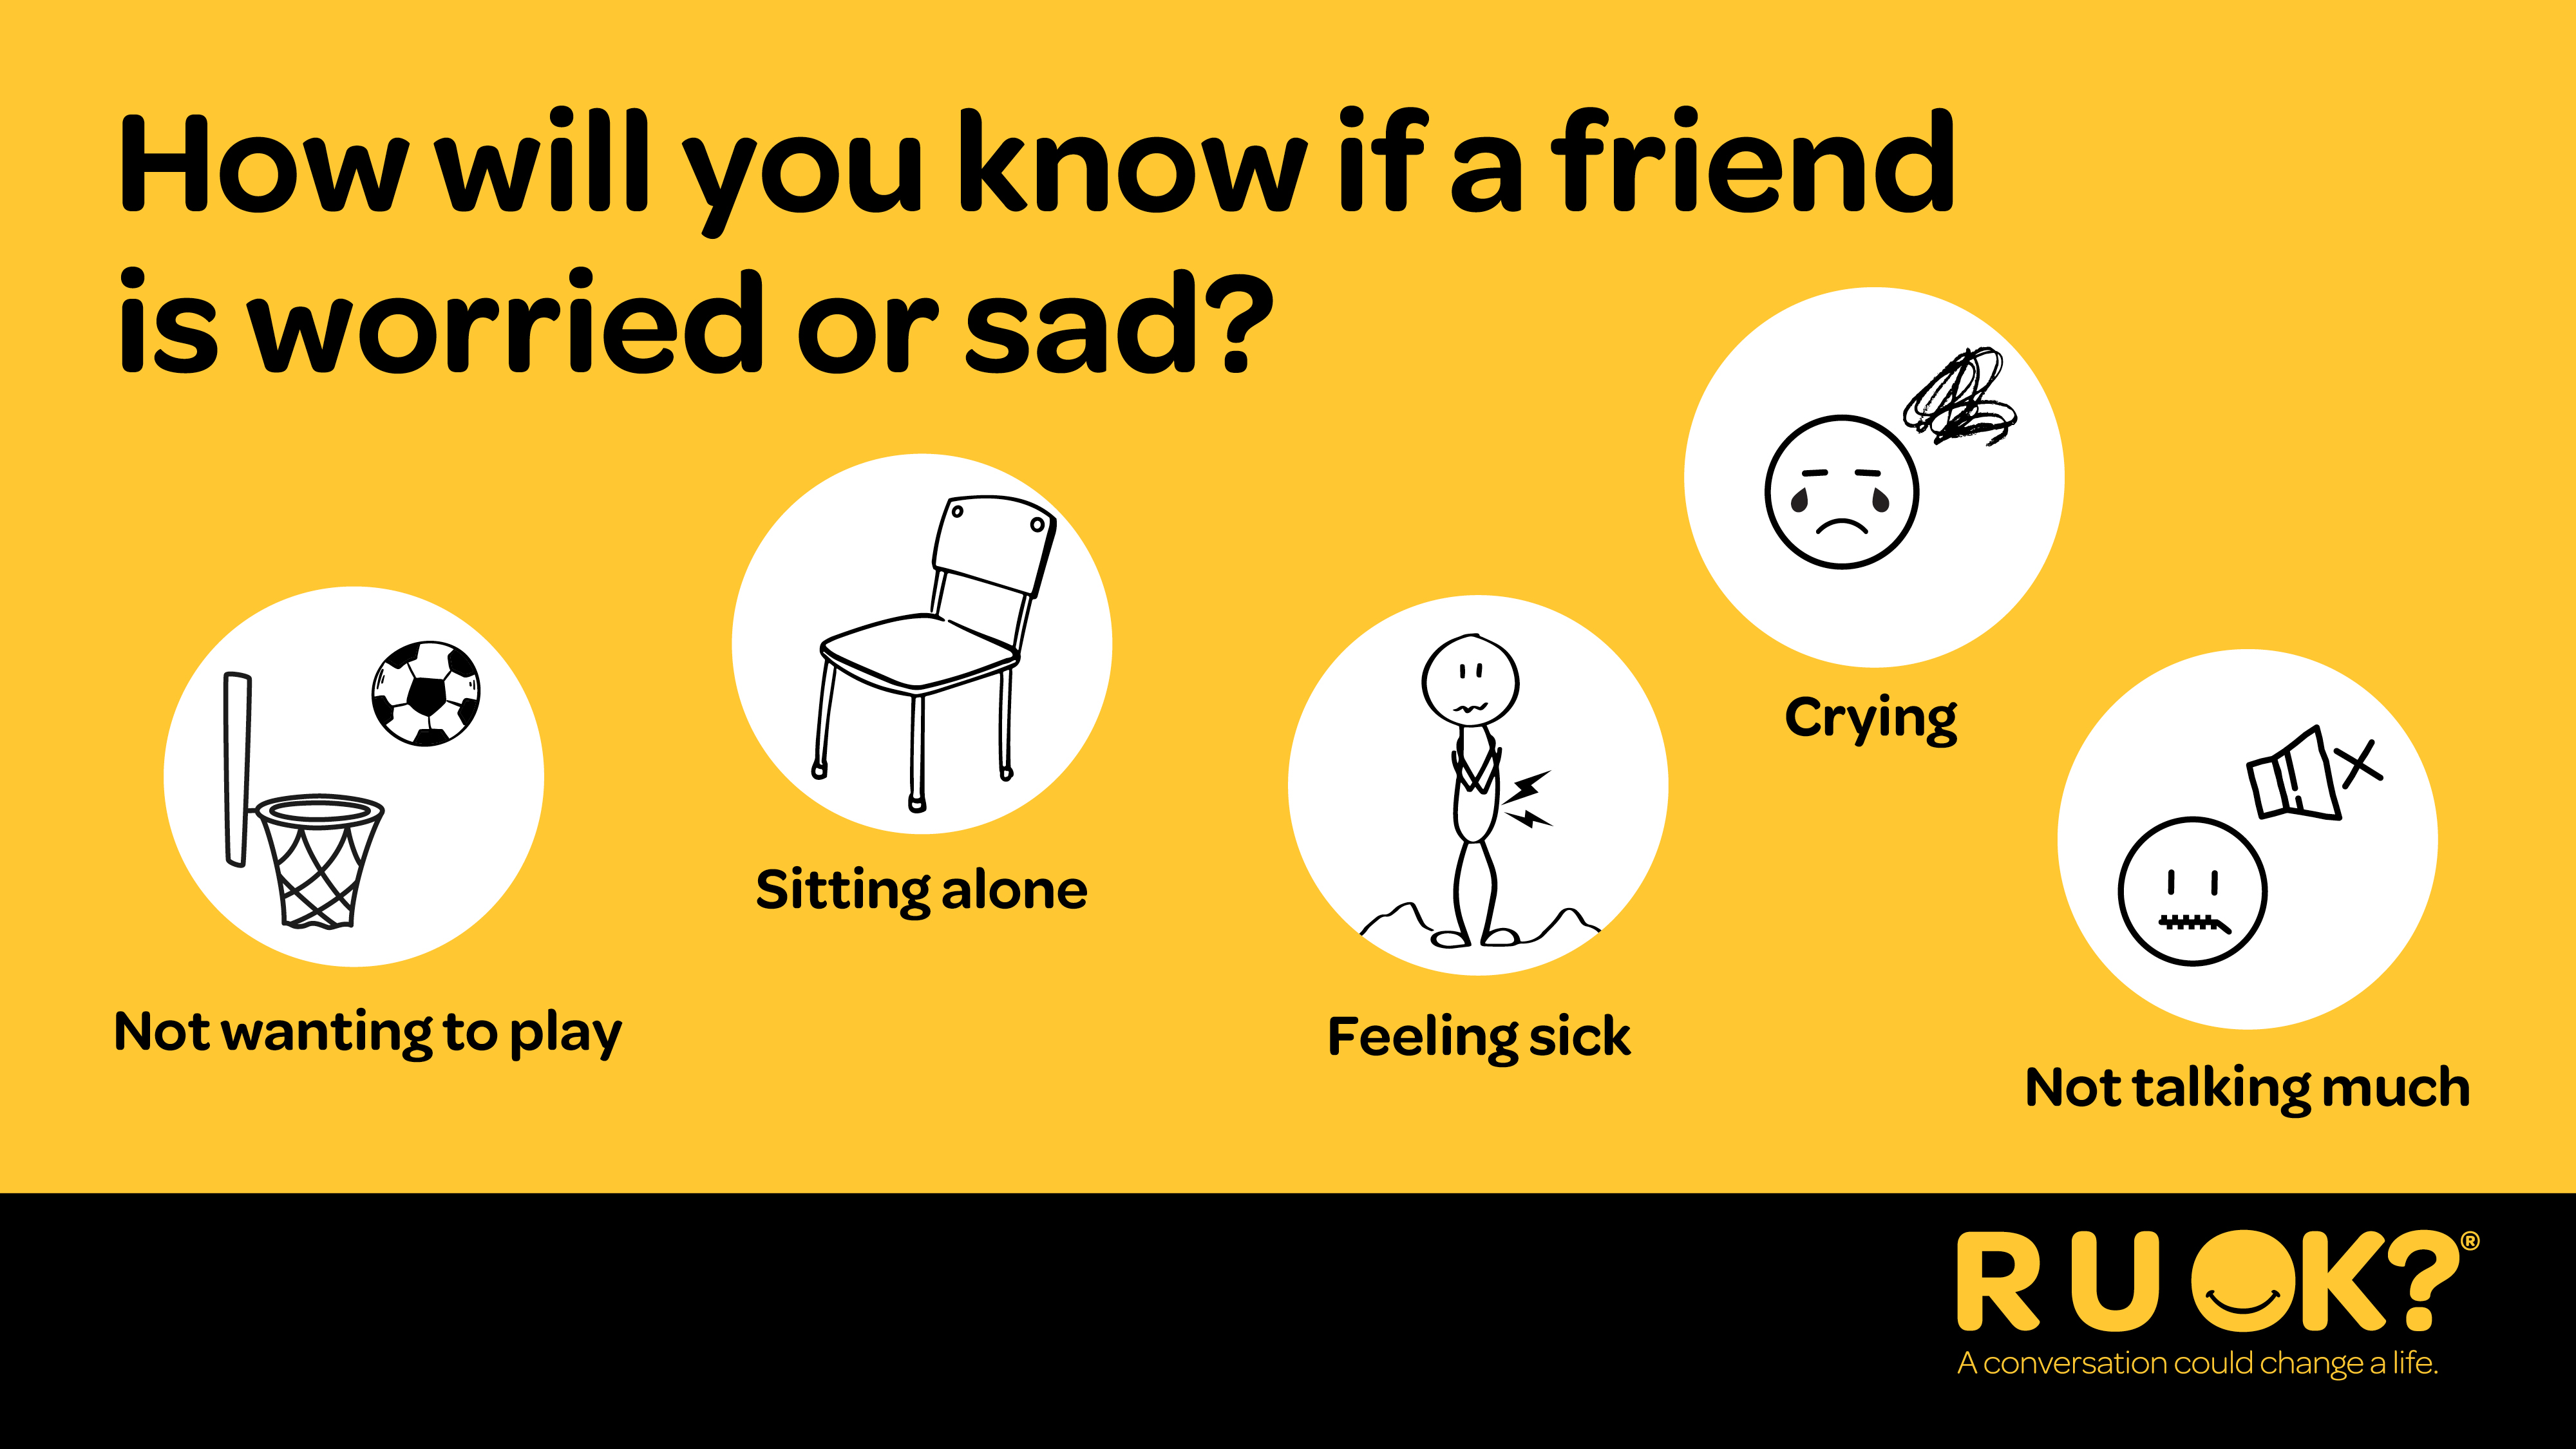 How will you know if a friend
is worried or sad?
Not wanting to play
Sitting alone
Feeling sick
Crying
Not talking much
R U OK?®
A conversation could change a life.